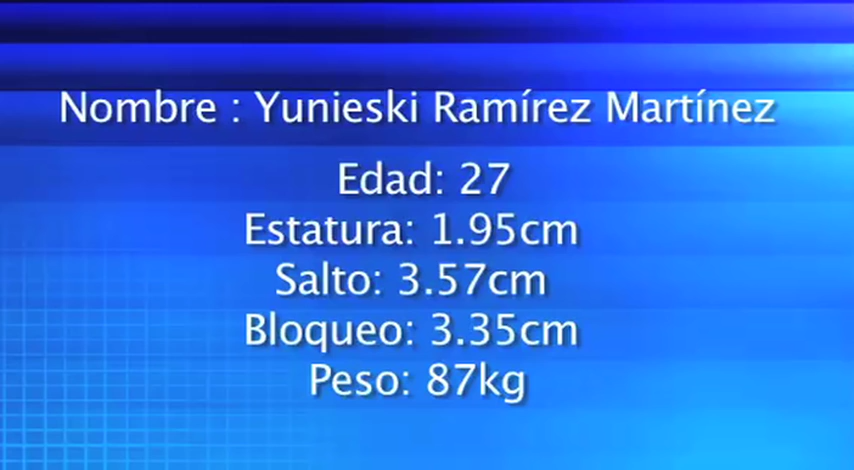 Nombre : Yunieski Ramírez Martínez
Edad: 27
Estatura: 1.95cm
Salto: 3.57cm
Bloqueo: 3.35cm
Peso: 87kg